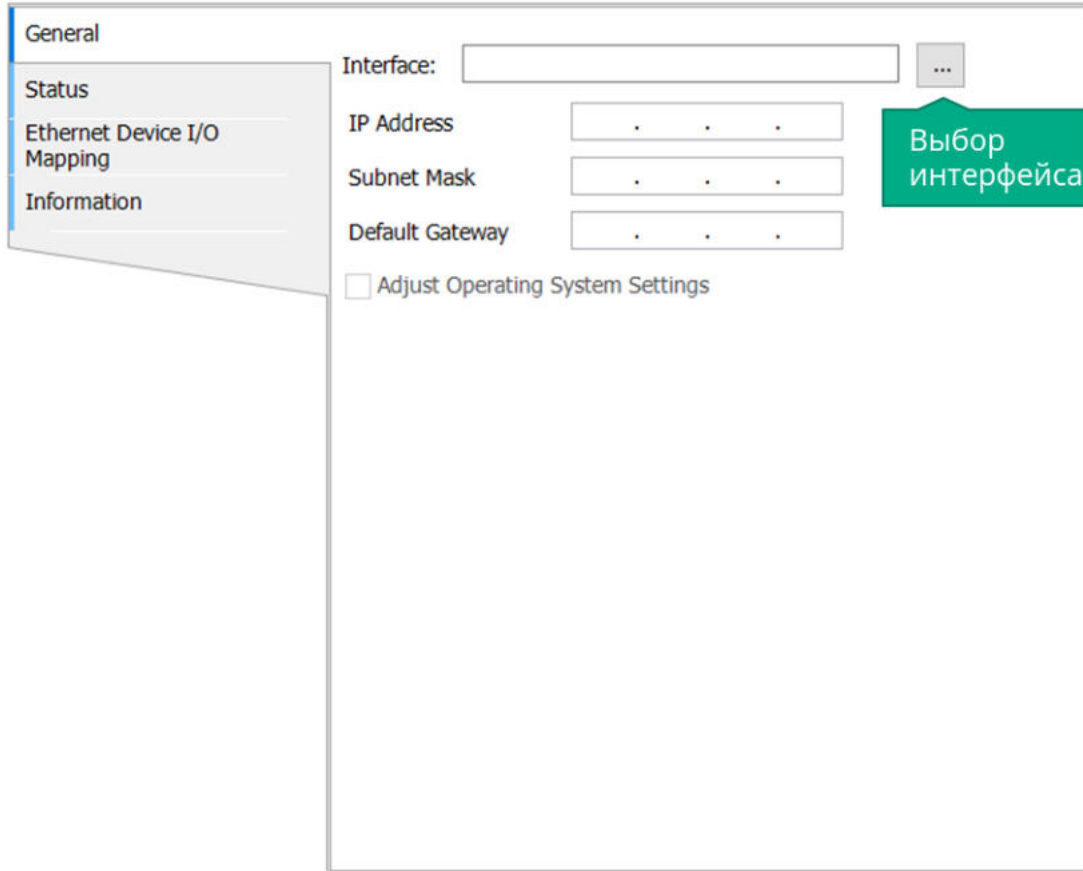 General
Status
Ethernet Device I/O
Mapping
Information
Interface:
...
IP Address
. . .
Subnet Mask
. . .
Default Gateway
. . .
Adjust Operating System Settings
Выбор
интерфейса